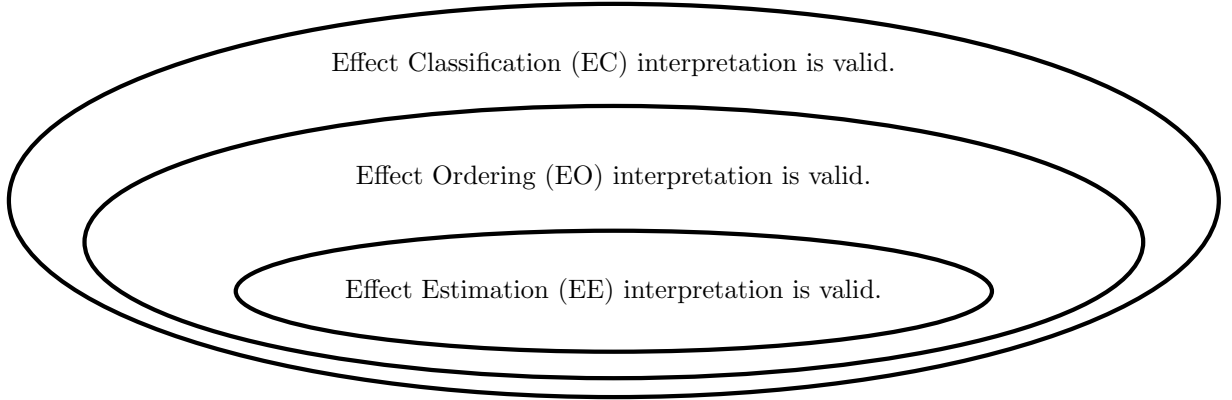 Effect Classification (EC) interpretation is valid.
Effect Ordering (EO) interpretation is valid.
Effect Estimation (EE) interpretation is valid.